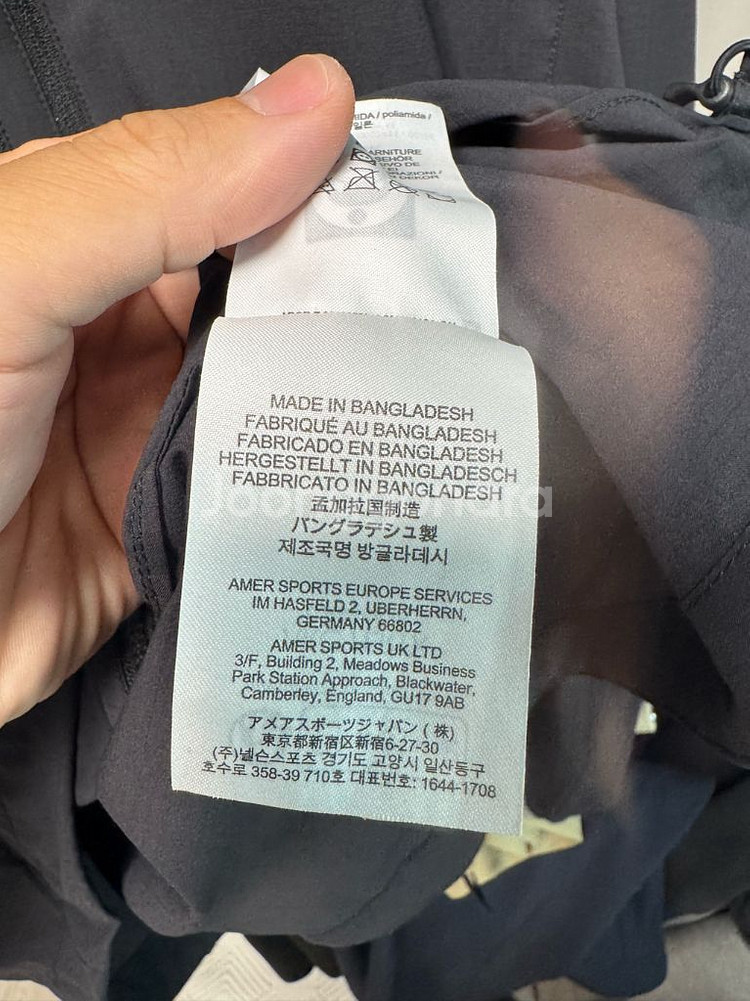 poliamida /
MADE IN BANGLADESH
FABRIQUÉ AU BANGLADESH
FABRICADO EN BANGLADESH
HERGESTELLT IN BANGLADESCH
FABBRICATO IN BANGLADESH
孟加拉国制造
バングラデシュ製
제조국명 방글라데시
AMER SPORTS EUROPE SERVICES
IM HASFELD 2, UBERHERRN,
GERMANY 66802
AMER SPORTS UK LTD
3/F, Building 2, Meadows Business
Park Station Approach, Blackwater,
Camberley, England, GU17 9AB
アメアスポーツジャパン (株)
東京都新宿区新宿6-27-30
(주)넬슨스포츠 경기도 고양시 일산동구
호수로 358-39 710호 대표번호: 1644-1708